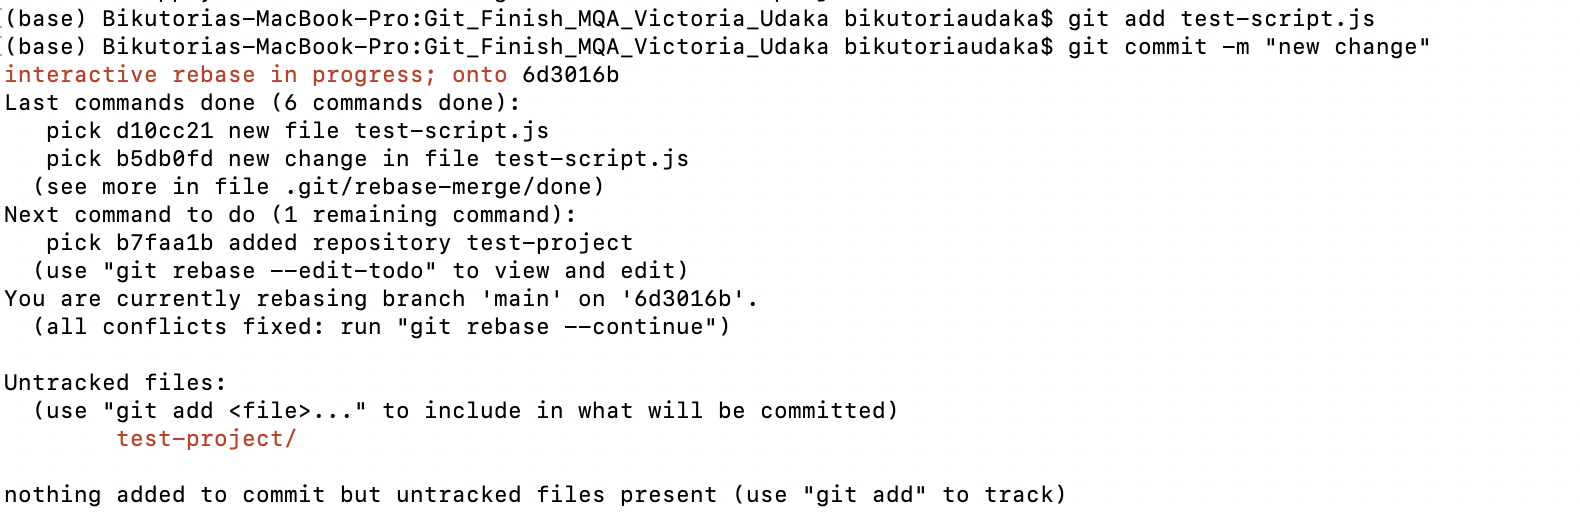 (base) Bikutorias-MacBook-Pro:Git_Finish_MQA_Victoria_Udaka bikutoriaudaka$ git add test-script.js
(base) Bikutorias-MacBook-Pro:Git_Finish_MQA_Victoria_Udaka bikutoriaudaka$ git commit -m "new change"
interactive rebase in progress; onto 6d3016b
Last commands done (6 commands done):
   pick d10cc21 new file test-script.js
   pick b5db0fd new change in file test-script.js
  (see more in file .git/rebase-merge/done)
Next command to do (1 remaining command):
   pick b7faa1b added repository test-project
  (use "git rebase --edit-todo" to view and edit)
You are currently rebasing branch 'main' on '6d3016b'.
  (all conflicts fixed: run "git rebase --continue")

Untracked files:
  (use "git add <file>..." to include in what will be committed)
        test-project/

nothing added to commit but untracked files present (use "git add" to track)